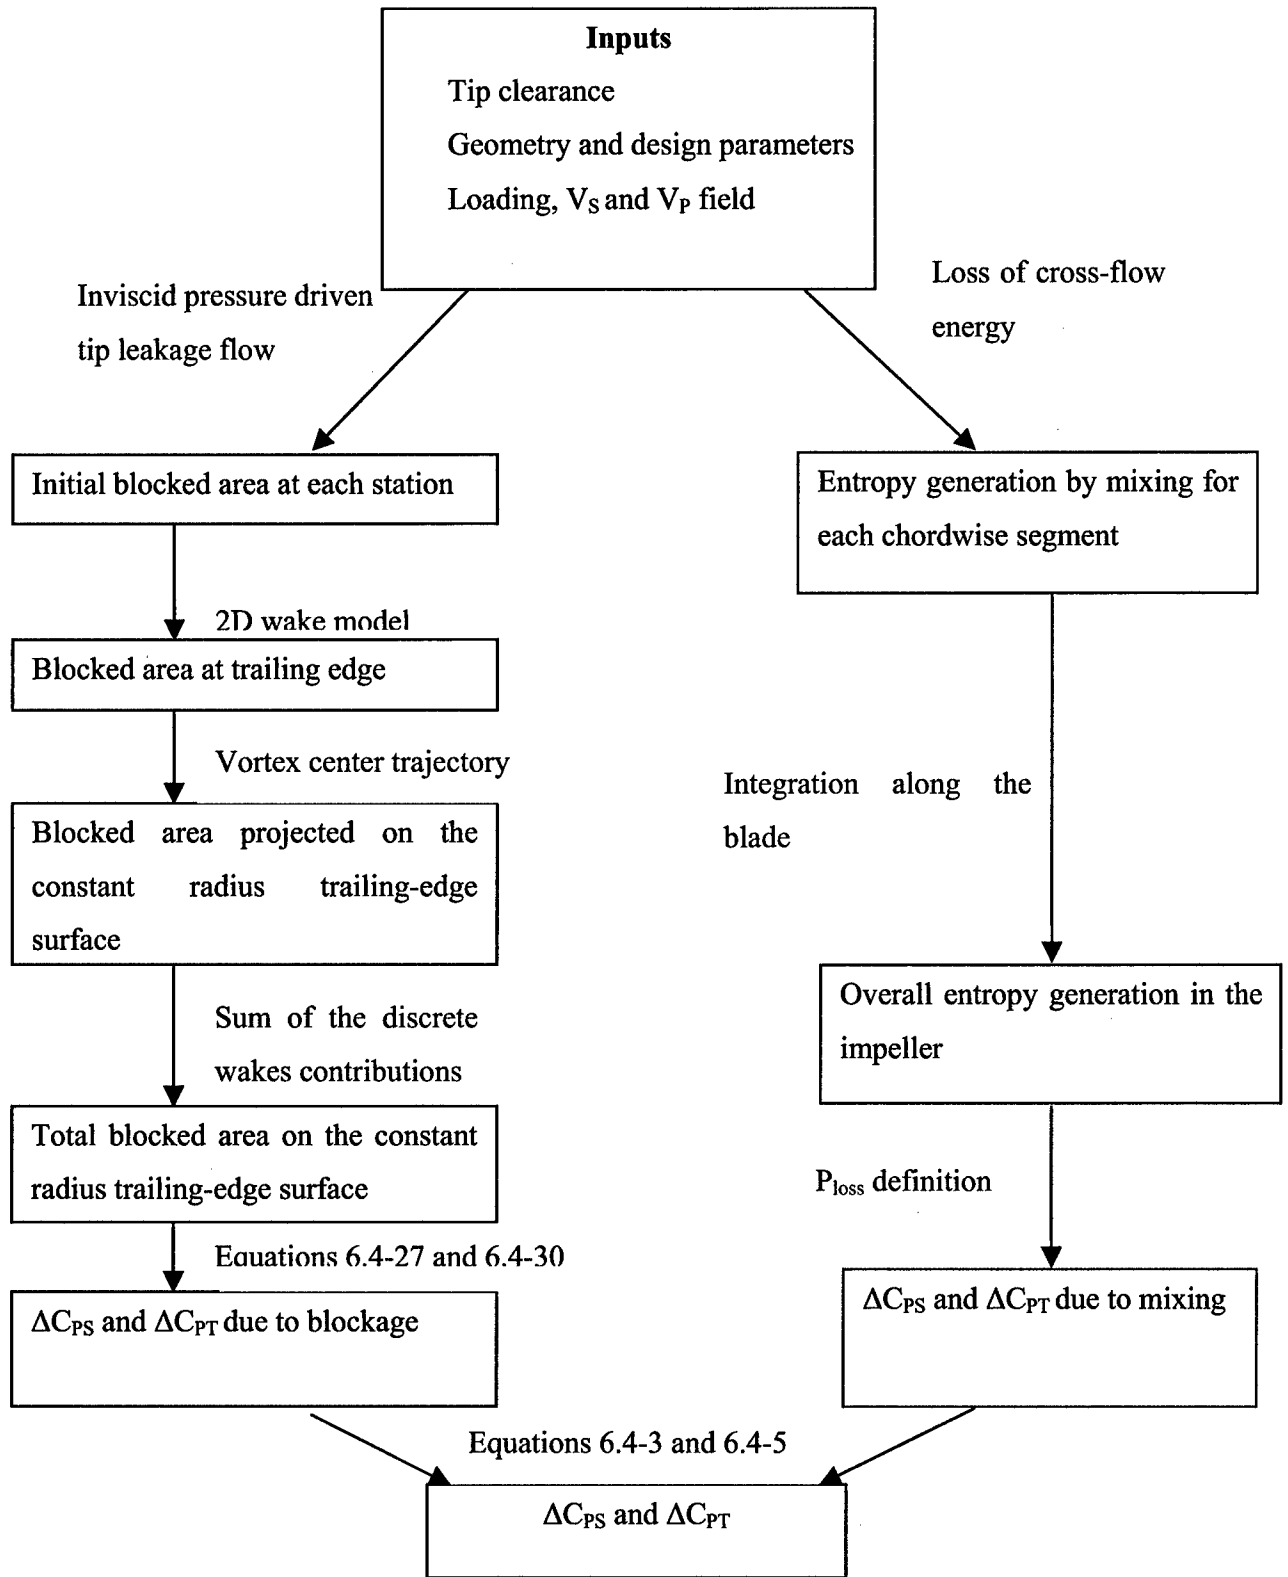 Inputs
Tip clearance
Geometry and design parameters
Loading, VS and VP field
Inviscid pressure driven
tip leakage flow
Loss of cross-flow
energy
Initial blocked area at each station
Entropy generation by mixing for
each chordwise segment
2D wake model
Blocked area at trailing edge
Vortex center trajectory
Integration along the
blade
Blocked area projected on the
constant radius trailing-edge
surface
Overall entropy generation in the
impeller
Sum of the discrete
wakes contributions
Total blocked area on the constant
radius trailing-edge surface
Ploss definition
Equations 6.4-27 and 6.4-30
ΔCPS and ΔCPT due to blockage
ΔCPS and ΔCPT due to mixing
Equations 6.4-3 and 6.4-5
ΔCPS and ΔCPT